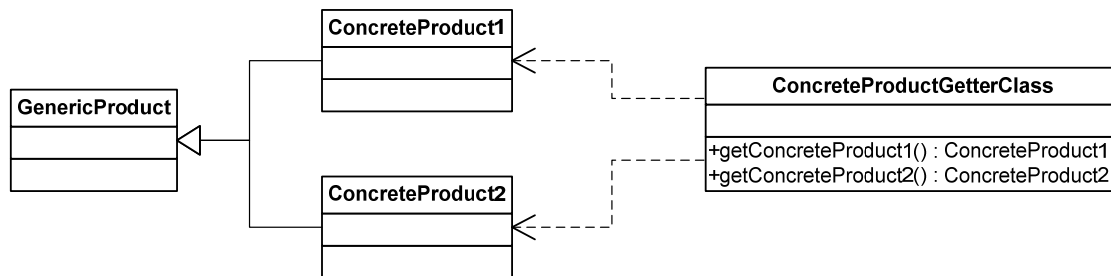 ConcreteProduct1
GenericProduct
ConcreteProduct2
ConcreteProductGetterClass
+getConcreteProduct1() : ConcreteProduct1
+getConcreteProduct2() : ConcreteProduct2